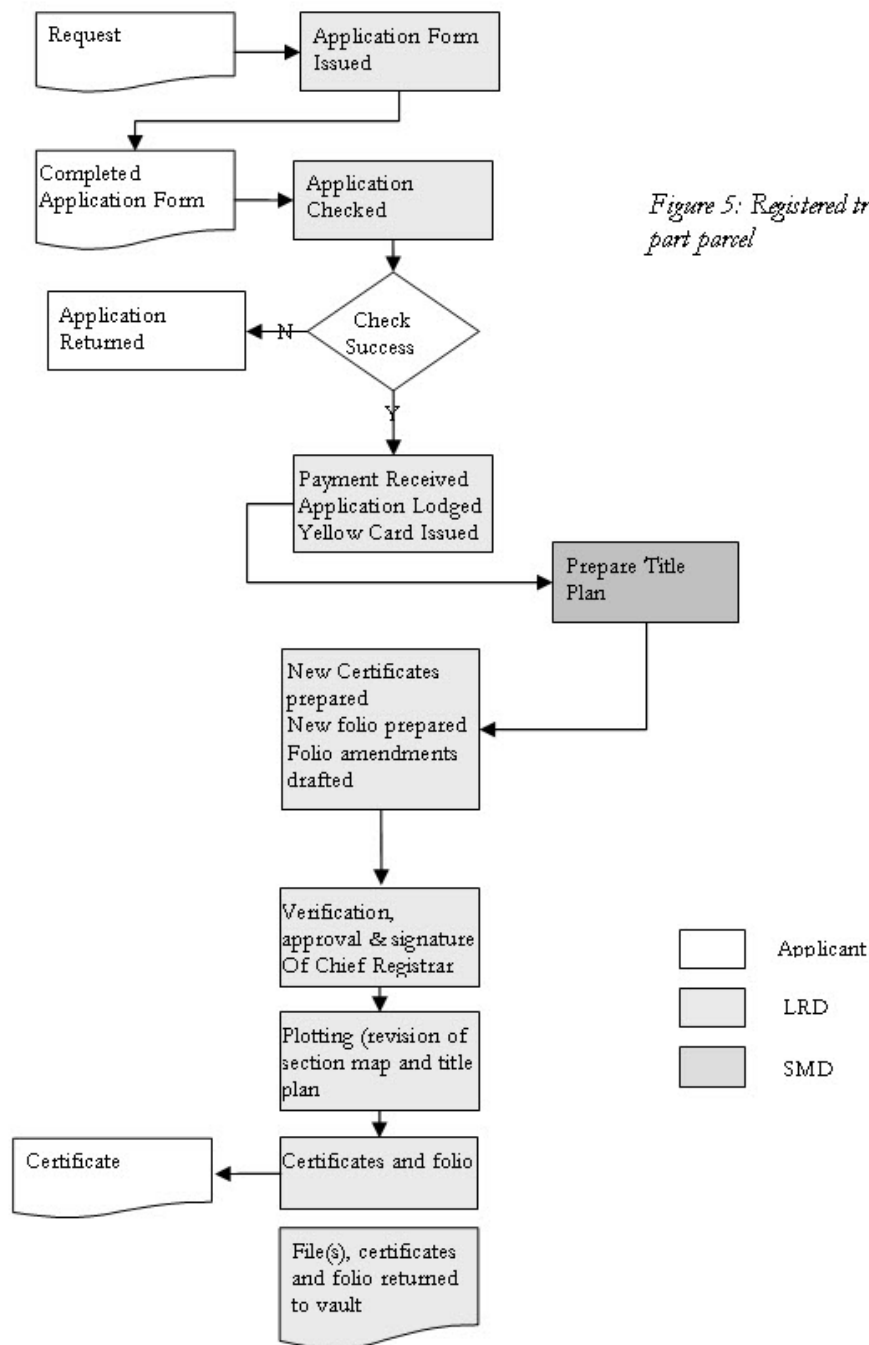 Request
Application Form
Issued
Completed
Application Form
Application
Checked
Figure 5: Registered tr
part parcel
Application
Returned
N
Check
Success
Y
Payment Received
Application Lodged
Yellow Card Issued
Prepare Title
Plan
New Certificates
prepared
New folio prepared
Folio amendments
drafted
Verification,
approval & signature
Of Chief Registrar
Applicant
LRD
SMD
Plotting (revision of
section map and title
plan
Certificate
Certificates and folio
File(s), certificates
and folio returned
to vault